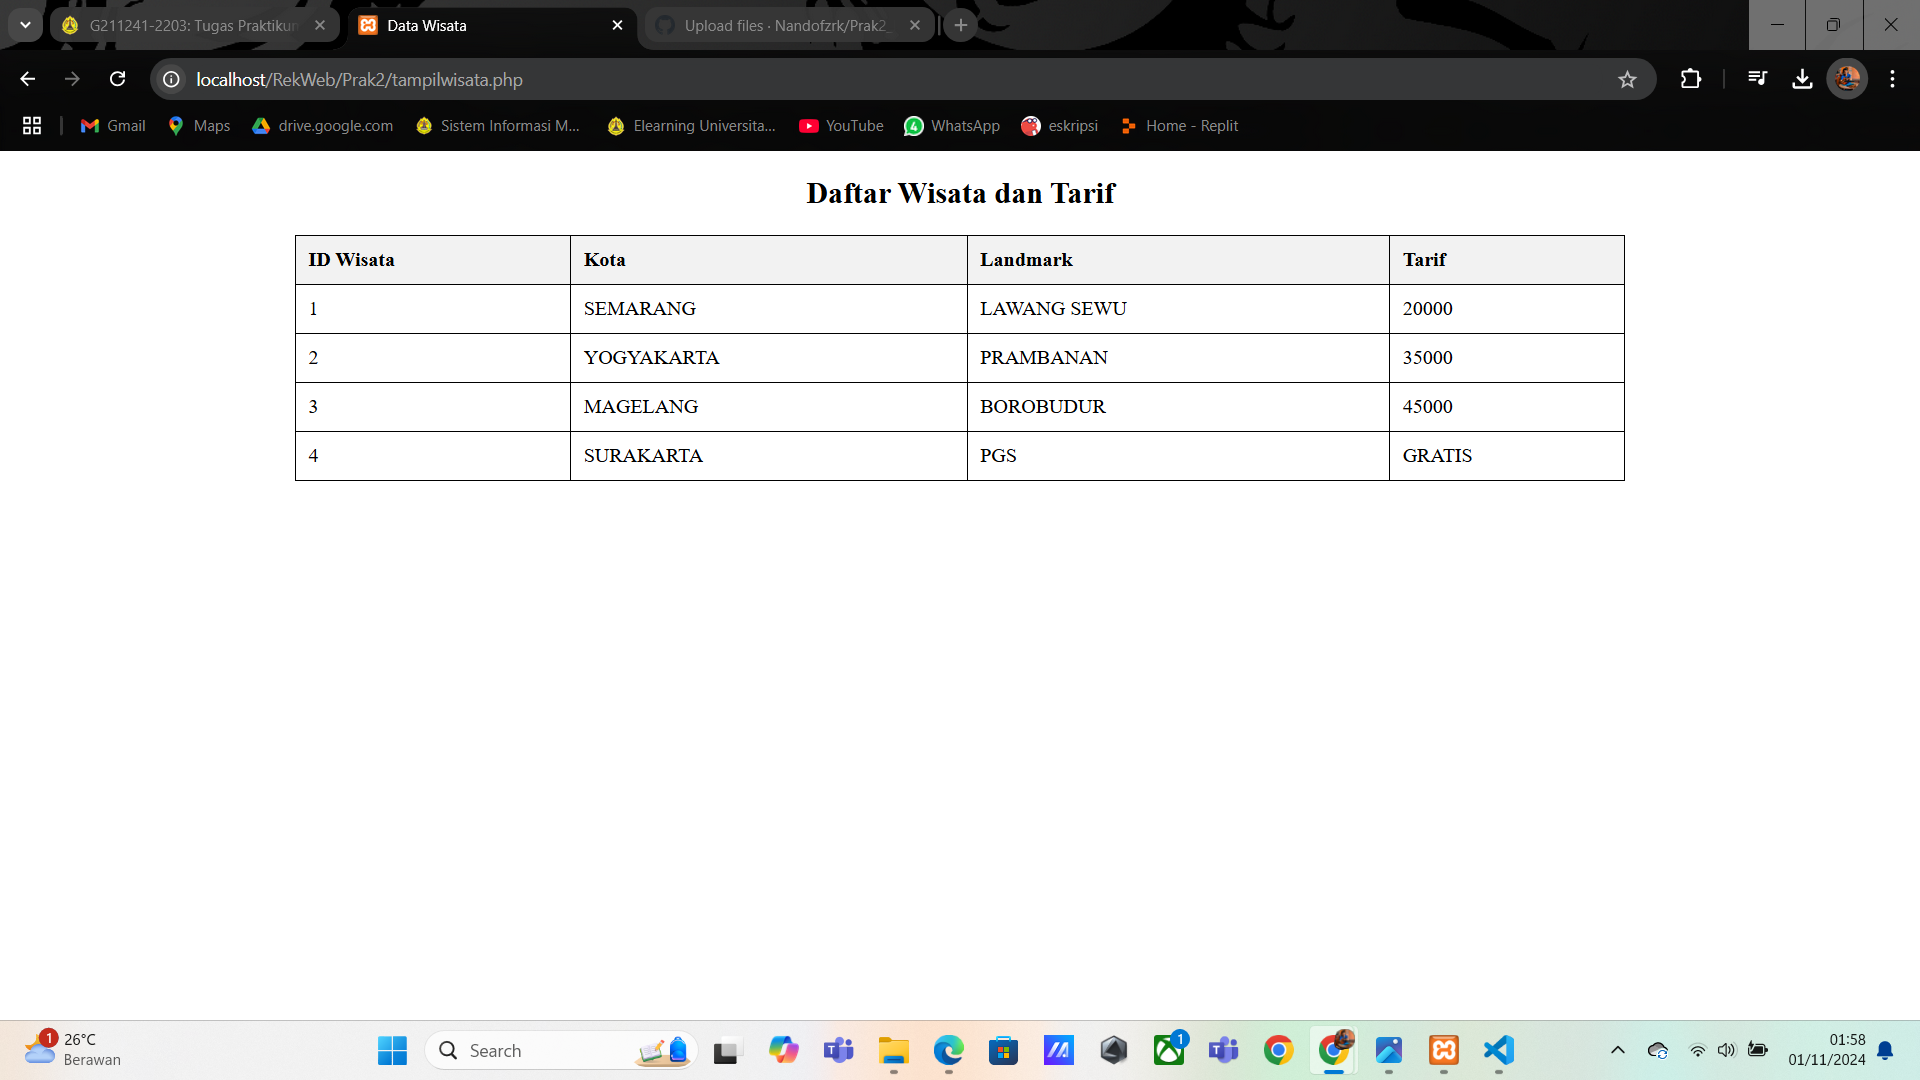 G211241-2203: Tugas Praktikum
Data Wisata
Upload files · Nandofzrk/Prak2_
localhost/RekWeb/Prak2/tampilwisata.php
Gmail Maps drive.google.com Sistem Informasi M... Elearning Universita... YouTube 4 WhatsApp eskripsi Home - Replit
Daftar Wisata dan Tarif
ID Wisata Kota Landmark Tarif
1 SEMARANG LAWANG SEWU 20000
2 YOGYAKARTA PRAMBANAN 35000
3 MAGELANG BOROBUDUR 45000
4 SURAKARTA PGS GRATIS
1 26°C
Berawan
Search
1
01:58
01/11/2024